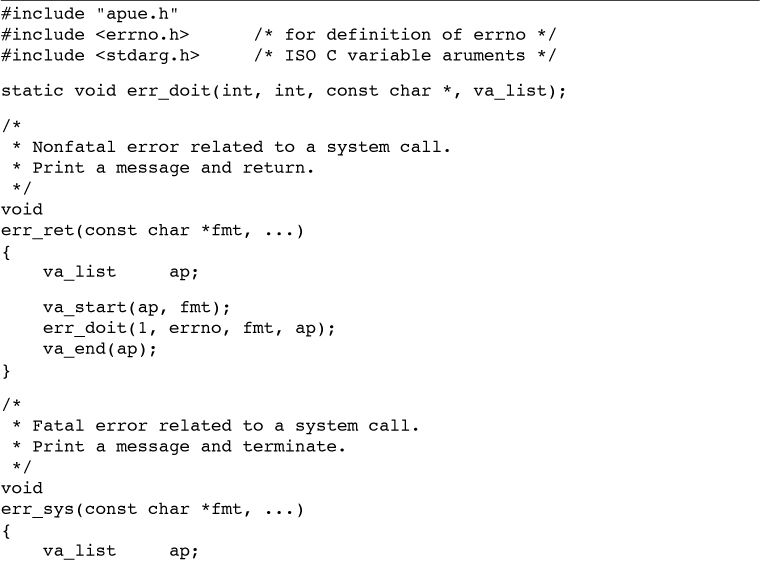 #include "apue.h"
#include <errno.h>      /* for definition of errno */
#include <stdarg.h>     /* ISO C variable aruments */
static void err_doit(int, int, const char *, va_list);
/*
 * Nonfatal error related to a system call.
 * Print a message and return.
 */
void
err_ret(const char *fmt, ...)
{
    va_list     ap;
    va_start(ap, fmt);
    err_doit(1, errno, fmt, ap);
    va_end(ap);
}
/*
 * Fatal error related to a system call.
 * Print a message and terminate.
 */
void
err_sys(const char *fmt, ...)
{
    va_list     ap;